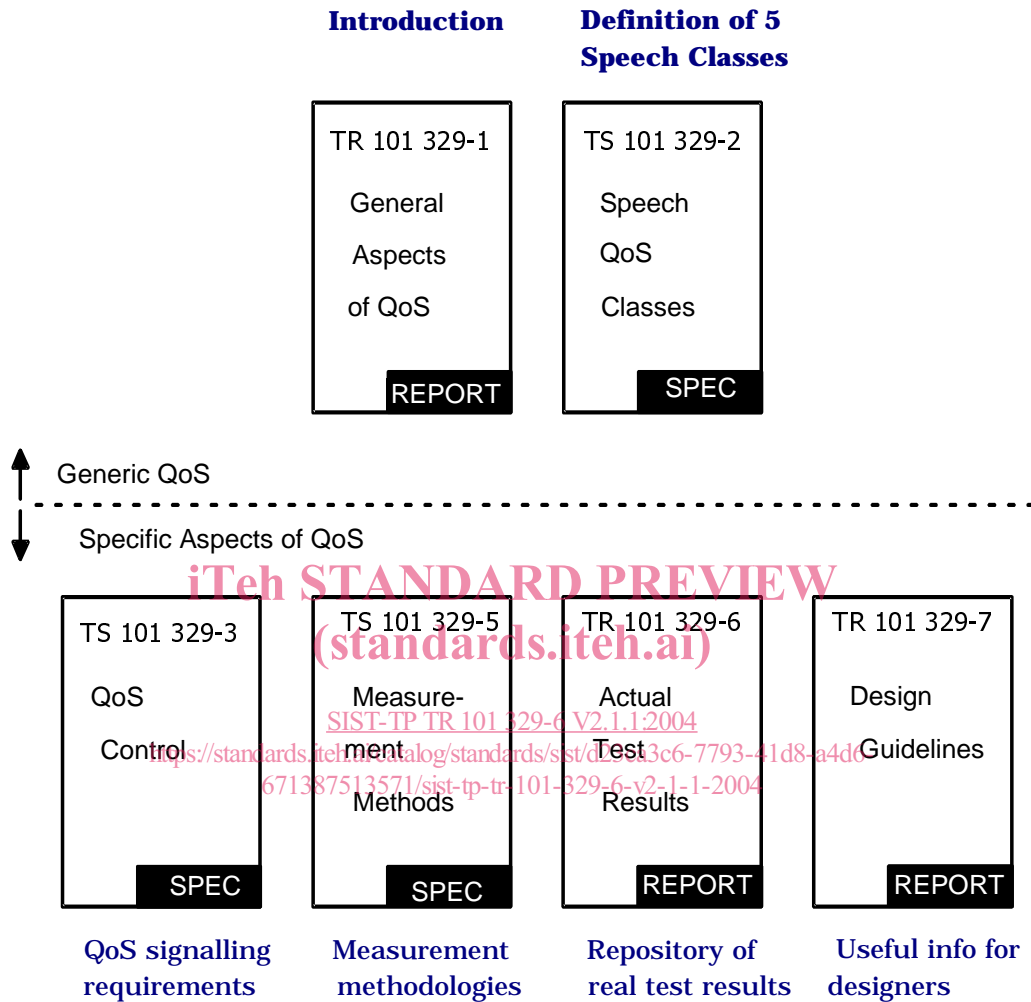 Introduction
Definition of 5
Speech Classes
TR 101 329-1
General
Aspects
of QoS
REPORT
TS 101 329-2
Speech
QoS
Classes
SPEC
Generic QoS
Specific Aspects of QoS
iTeh STANDARD PREVIEW
(standards.iteh.ai)
SIST-TP TR 101 329-6 V2.1.1:2004
671387513571/sist-tp-tr-101-329-6-v2-1-1-2004
TS 101 329-3
QoS
Control
SPEC
QoS signalling
requirements
TS 101 329-5
Measure-
ment
Methods
SPEC
Measurement
methodologies
TR 101 329-6
Actual
Test
Results
REPORT
Repository of
real test results
TR 101 329-7
Design
Guidelines
REPORT
Useful info for
designers